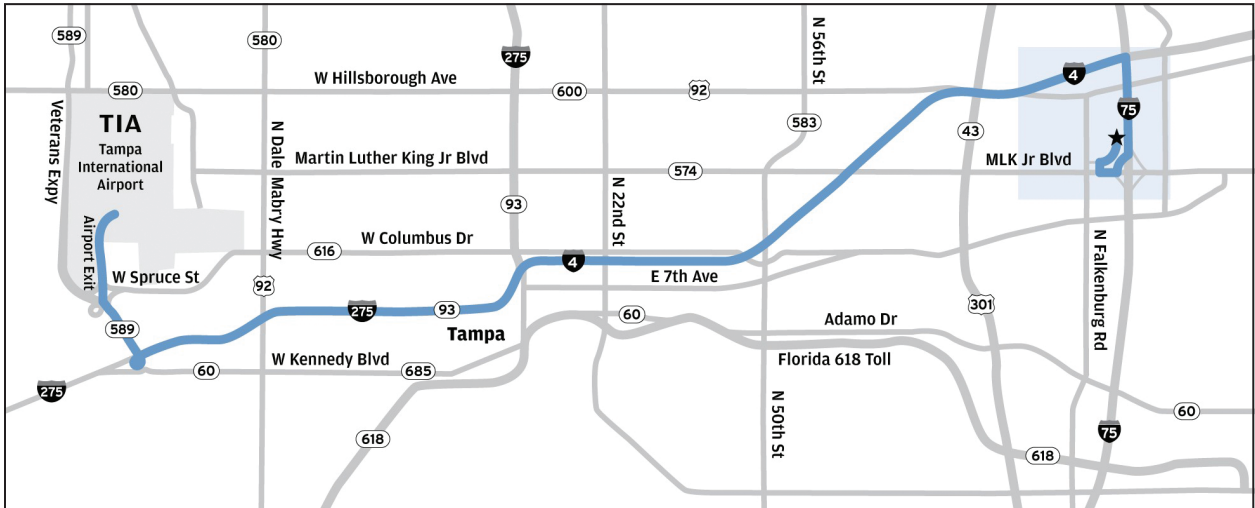 589
580
275
N 56th St
W Hillsborough Ave
4
580
600
92
75
Veterans Expy
TIA
Tampa
International
Airport
N Dale Mabry Hwy
583
43
Martin Luther King Jr Blvd
574
MLK Jr Blvd
93
N 22nd St
Airport Exit
W Columbus Dr
616
4
N Falkenburg Rd
W Spruce St
E 7th Ave
92
275
93
301
60
589
Tampa
Adamo Dr
W Kennedy Blvd
Florida 618 Toll
60
685
275
N 50th St
60
618
75
618